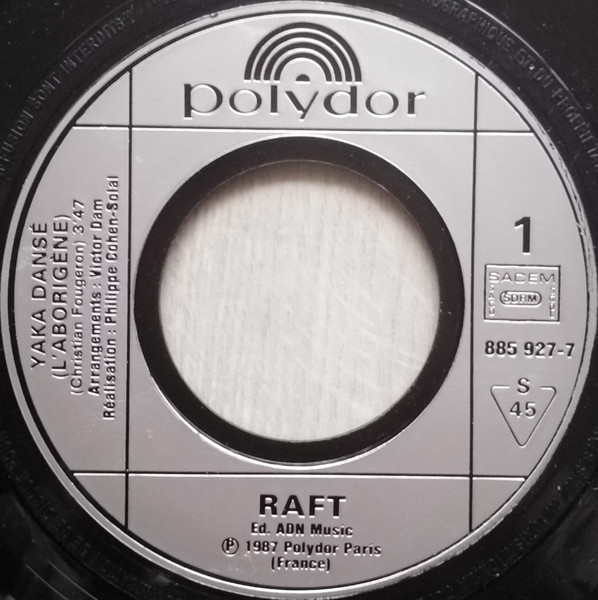 polydor
YAKA DANSÉ
(L'ABORIGÈNE)
(Christian Fougeron) 3'47
Arrangements : Victor Dam
Réalisation : Philippe Cohen-Solal
1
SACEM
SDRM
885 927-7
S
45
RAFT
Ed. ADN Music
℗ 1987 Polydor Paris
(France)